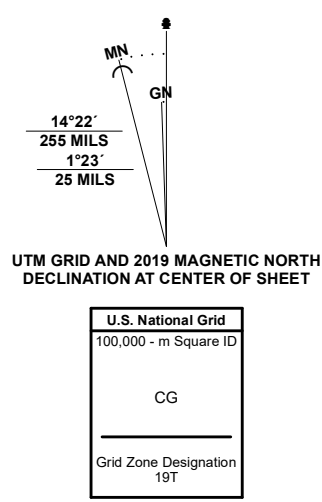 MN
GN
14°22´
255 MILS
1°23´
25 MILS
UTM GRID AND 2019 MAGNETIC NORTH
DECLINATION AT CENTER OF SHEET
U.S. National Grid
100,000 - m Square ID
CG
Grid Zone Designation
19T